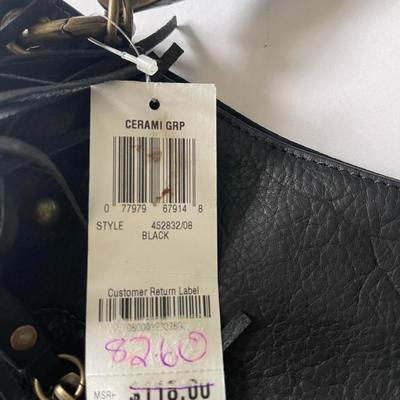 CERAMI GRP
0 77979 67914 8
STYLE 452832/08
BLACK
Customer Return Label
8260
MSRP $118.00